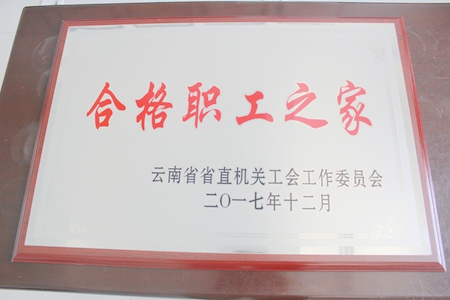 合格职工之家
云南省省直机关工会工作委员会
二〇一七年十二月